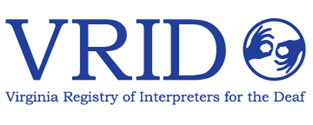 VRID
Virginia Registry of Interpreters for the Deaf